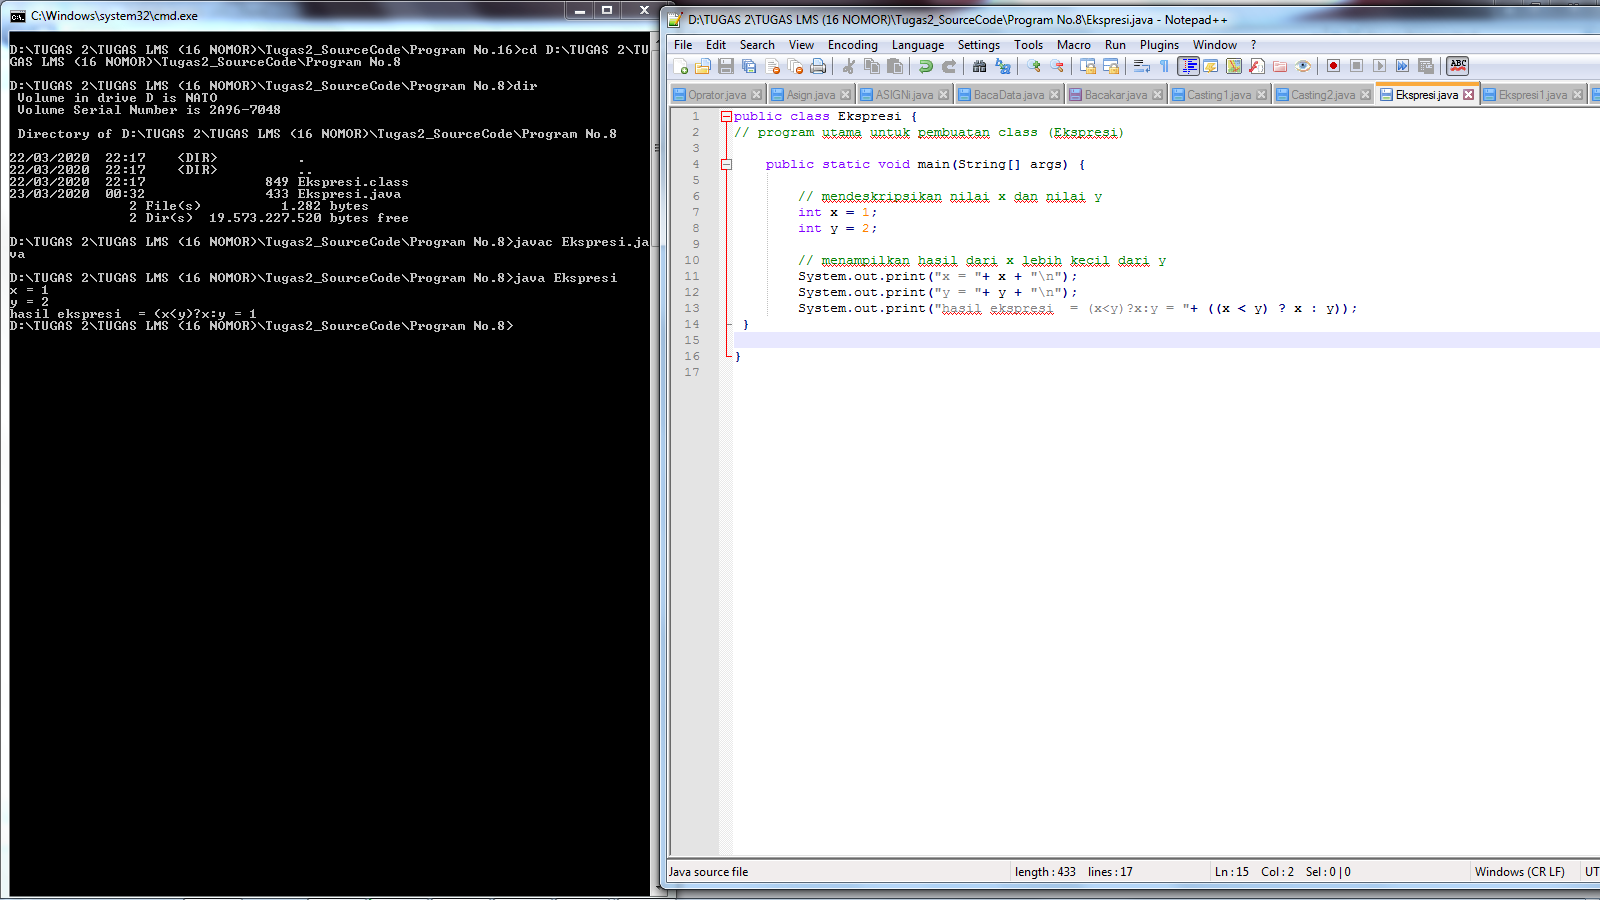 C:\Windows\system32\cmd.exe
D:\TUGAS 2\TUGAS LMS (16 NOMOR)\Tugas2_SourceCode\Program No.16>cd D:\TUGAS 2\TU
GAS LMS (16 NOMOR)\Tugas2_SourceCode\Program No.8
D:\TUGAS 2\TUGAS LMS (16 NOMOR)\Tugas2_SourceCode\Program No.8>dir
Volume in drive D is NATO
Volume Serial Number is 2A96-7048
Directory of D:\TUGAS 2\TUGAS LMS (16 NOMOR)\Tugas2_SourceCode\Program No.8
22/03/2020  22:17    <DIR>          .
22/03/2020  22:17    <DIR>          ..
22/03/2020  22:17               849 Ekspresi.class
23/03/2020  00:32               433 Ekspresi.java
2 File(s)          1.282 bytes
2 Dir(s)  19.573.227.520 bytes free
D:\TUGAS 2\TUGAS LMS (16 NOMOR)\Tugas2_SourceCode\Program No.8>javac Ekspresi.ja
va
D:\TUGAS 2\TUGAS LMS (16 NOMOR)\Tugas2_SourceCode\Program No.8>java Ekspresi
x = 1
y = 2
hasil ekspresi  = (x<y)?x:y = 1
D:\TUGAS 2\TUGAS LMS (16 NOMOR)\Tugas2_SourceCode\Program No.8>
D:\TUGAS 2\TUGAS LMS (16 NOMOR)\Tugas2_SourceCode\Program No.8\Ekspresi.java - Notepad++
File Edit Search View Encoding Language Settings Tools Macro Run Plugins Window ?
ABC
Oprator.java Asign.java ASIGNi.java BacaData.java Bacakar.java Casting1.java Casting2.java Ekspresi.java Ekspresi1.java
1 public class Ekspresi {
2 // program utama untuk pembuatan class (Ekspresi)
3
4 public static void main(String[] args) {
5
6 // mendeskripsikan nilai x dan nilai y
7 int x = 1;
8 int y = 2;
9
10 // menampilkan hasil dari x lebih kecil dari y
11 System.out.print("x = "+ x + "\n");
12 System.out.print("y = "+ y + "\n");
13 System.out.print("hasil ekspresi  = (x<y)?x:y = "+ ((x < y) ? x : y));
14 }
15
16 }
17
Java source file length : 433 lines : 17 Ln : 15 Col : 2 Sel : 0 | 0 Windows (CR LF) UT